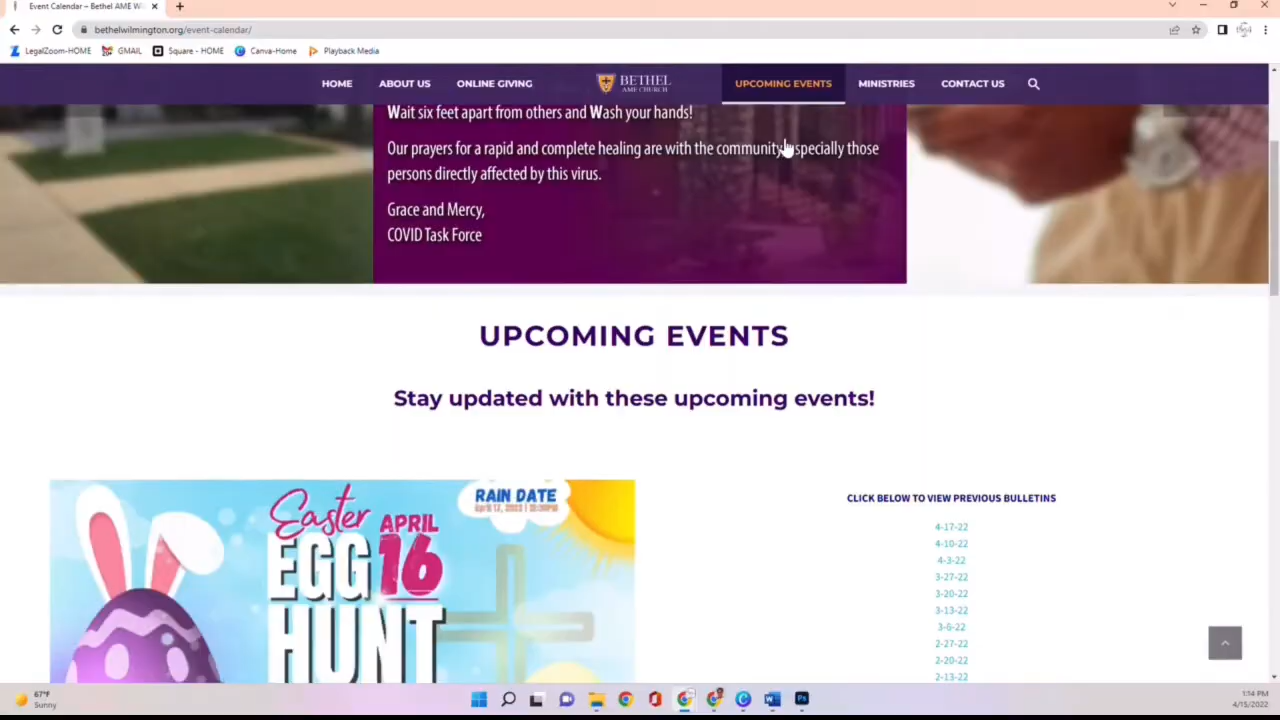 Event Calendar – Bethel AME W
bethelwilmington.org/event-calendar/
LegalZoom-HOME GMAIL Square - HOME Canva-Home Playback Media
HOME ABOUT US ONLINE GIVING BETHEL AME CHURCH UPCOMING EVENTS MINISTRIES CONTACT US
Wait six feet apart from others and Wash your hands!
Our prayers for a rapid and complete healing are with the community especially those
persons directly affected by this virus.
Grace and Mercy,
COVID Task Force
UPCOMING EVENTS
Stay updated with these upcoming events!
RAIN DATE
Easter APRIL
EGG 16
HUNT
CLICK BELOW TO VIEW PREVIOUS BULLETINS
4-17-22
4-10-22
4-3-22
3-27-22
3-20-22
3-13-22
3-6-22
2-27-22
2-20-22
2-13-22
67°F
Sunny
1:14 PM
4/15/2022